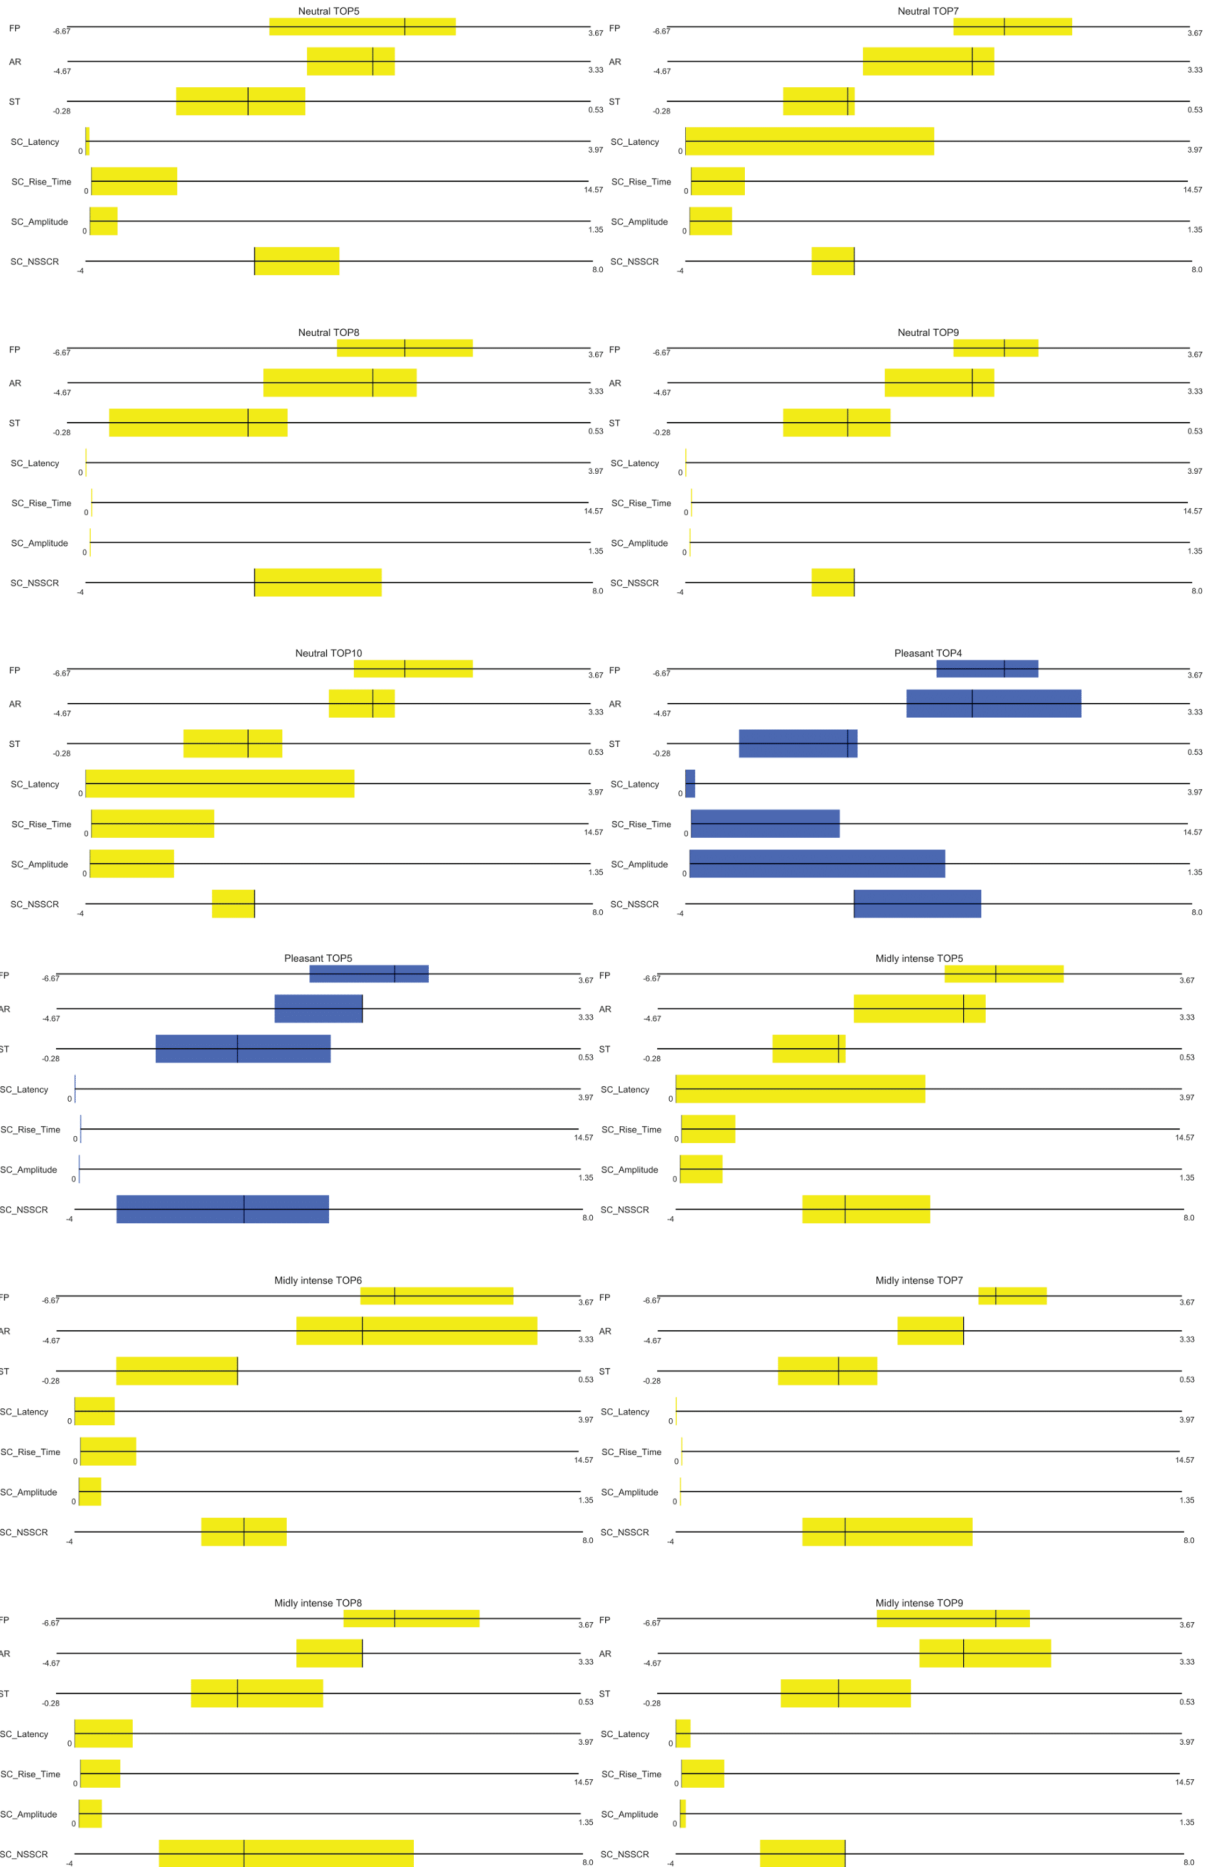 Neutral TOP5
FP -6.67 3.67
AR -4.67 3.33
ST -0.28 0.53
SC_Latency 0 3.97
SC_Rise_Time 0 14.57
SC_Amplitude 0 1.35
SC_NSSCR -4 8.0
Neutral TOP7
FP -6.67 3.67
AR -4.67 3.33
ST -0.28 0.53
SC_Latency 0 3.97
SC_Rise_Time 0 14.57
SC_Amplitude 0 1.35
SC_NSSCR -4 8.0
Neutral TOP8
FP -6.67 3.67
AR -4.67 3.33
ST -0.28 0.53
SC_Latency 0 3.97
SC_Rise_Time 0 14.57
SC_Amplitude 0 1.35
SC_NSSCR -4 8.0
Neutral TOP9
FP -6.67 3.67
AR -4.67 3.33
ST -0.28 0.53
SC_Latency 0 3.97
SC_Rise_Time 0 14.57
SC_Amplitude 0 1.35
SC_NSSCR -4 8.0
Neutral TOP10
FP -6.67 3.67
AR -4.67 3.33
ST -0.28 0.53
SC_Latency 0 3.97
SC_Rise_Time 0 14.57
SC_Amplitude 0 1.35
SC_NSSCR -4 8.0
Pleasant TOP4
FP -6.67 3.67
AR -4.67 3.33
ST -0.28 0.53
SC_Latency 0 3.97
SC_Rise_Time 0 14.57
SC_Amplitude 0 1.35
SC_NSSCR -4 8.0
Pleasant TOP5
FP -6.67 3.67
AR -4.67 3.33
ST -0.28 0.53
SC_Latency 0 3.97
SC_Rise_Time 0 14.57
SC_Amplitude 0 1.35
SC_NSSCR -4 8.0
Midly intense TOP5
FP -6.67 3.67
AR -4.67 3.33
ST -0.28 0.53
SC_Latency 0 3.97
SC_Rise_Time 0 14.57
SC_Amplitude 0 1.35
SC_NSSCR -4 8.0
Midly intense TOP6
FP -6.67 3.67
AR -4.67 3.33
ST -0.28 0.53
SC_Latency 0 3.97
SC_Rise_Time 0 14.57
SC_Amplitude 0 1.35
SC_NSSCR -4 8.0
Midly intense TOP7
FP -6.67 3.67
AR -4.67 3.33
ST -0.28 0.53
SC_Latency 0 3.97
SC_Rise_Time 0 14.57
SC_Amplitude 0 1.35
SC_NSSCR -4 8.0
Midly intense TOP8
FP -6.67 3.67
AR -4.67 3.33
ST -0.28 0.53
SC_Latency 0 3.97
SC_Rise_Time 0 14.57
SC_Amplitude 0 1.35
SC_NSSCR -4 8.0
Midly intense TOP9
FP -6.67 3.67
AR -4.67 3.33
ST -0.28 0.53
SC_Latency 0 3.97
SC_Rise_Time 0 14.57
SC_Amplitude 0 1.35
SC_NSSCR -4 8.0